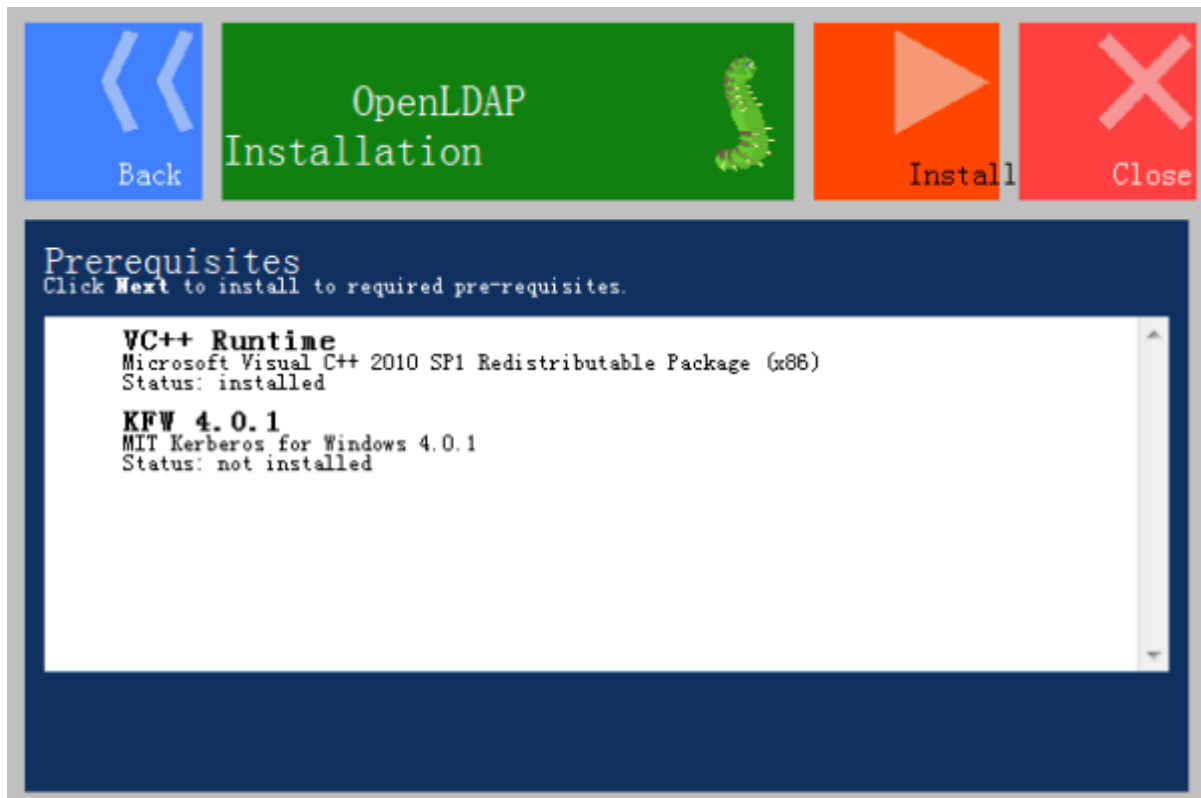 Back
OpenLDAP
Installation
Install
Close
Prerequisites
Click Next to install to required pre-requisites.
VC++ Runtime
Microsoft Visual C++ 2010 SP1 Redistributable Package (x86)
Status: installed
KFW 4.0.1
MIT Kerberos for Windows 4.0.1
Status: not installed